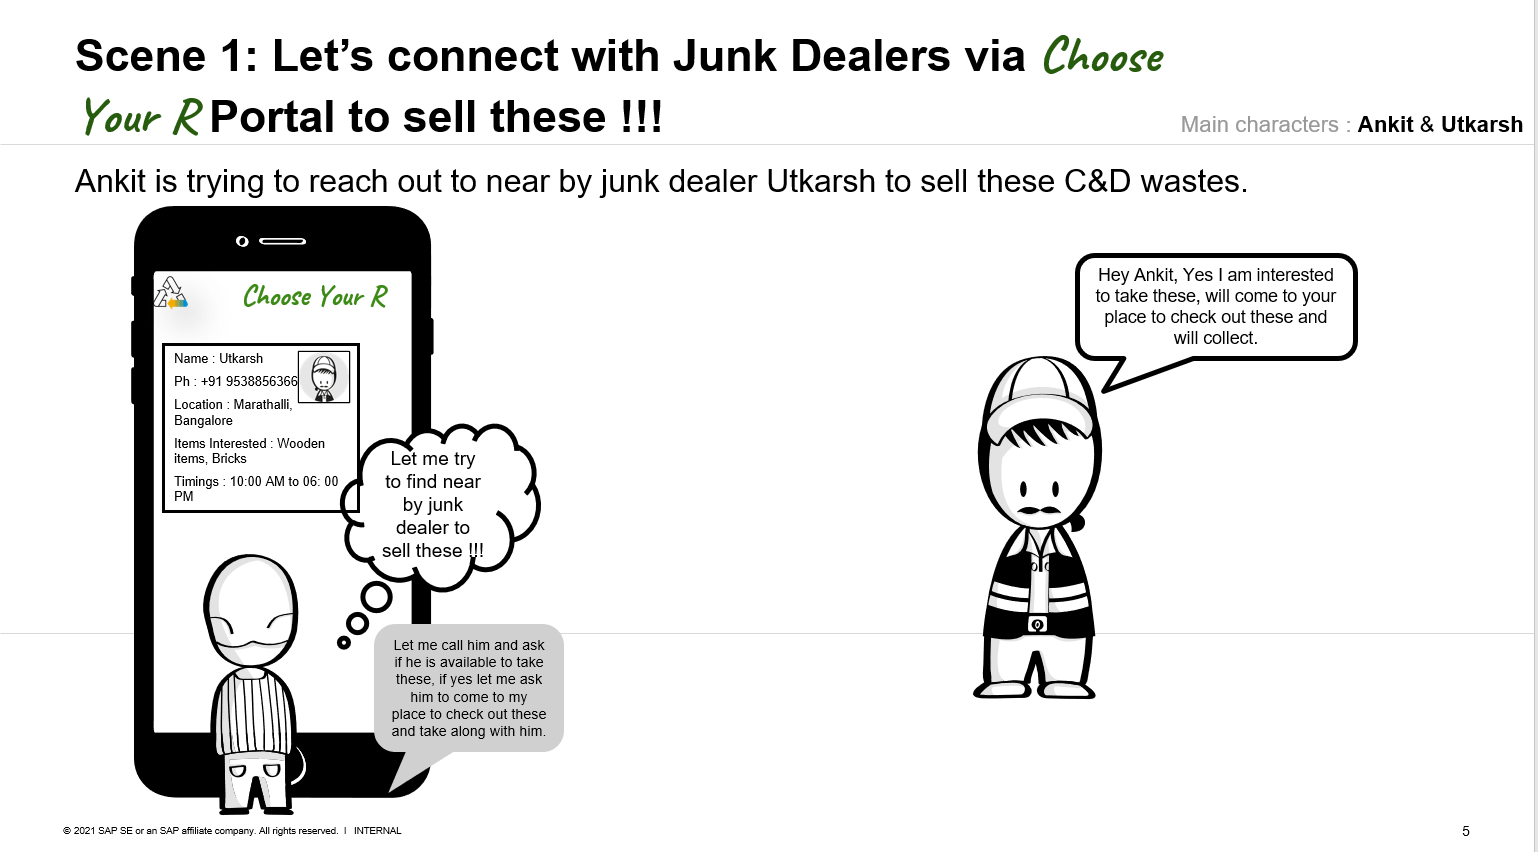 Scene 1: Let’s connect with Junk Dealers via Choose
Your R Portal to sell these !!!
Main characters : Ankit & Utkarsh
Ankit is trying to reach out to near by junk dealer Utkarsh to sell these C&D wastes.
Choose Your R
Name : Utkarsh
Ph : +91 9538856366
Location : Marathalli,
Bangalore
Items Interested : Wooden
items, Bricks
Timings : 10:00 AM to 06: 00
PM
Let me try
to find near
by junk
dealer to
sell these !!!
Let me call him and ask
if he is available to take
these, if yes let me ask
him to come to my
place to check out these
and take along with him.
Hey Ankit, Yes I am interested
to take these, will come to your
place to check out these and
will collect.
© 2021 SAP SE or an SAP affiliate company. All rights reserved. ǀ INTERNAL
5